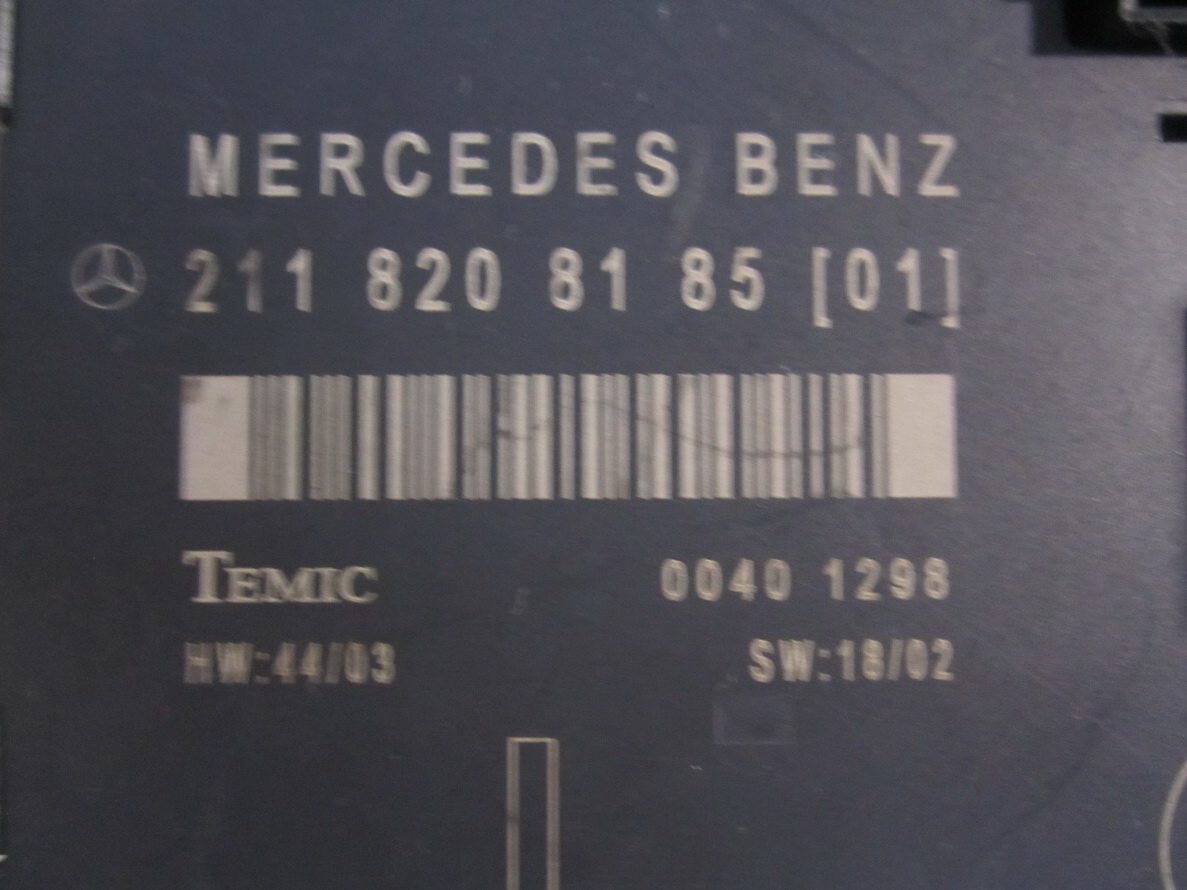 MERCEDES BENZ
211 820 81 85 [01]
TEMIC 0040 1298
HW:44/03 SW:18/02